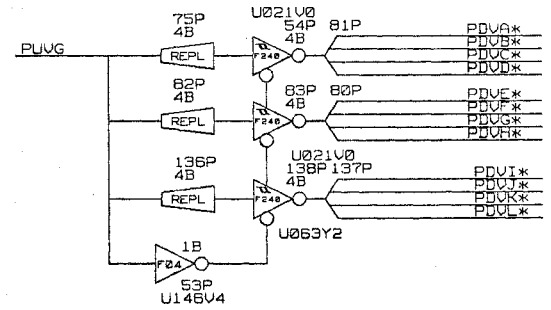 75P
4B
REPL
U021V0
54P
4B
F240
81P
PDVA*
PDVB*
PDVC*
PDVD*
PUVG
82P
4B
REPL
83P
4B
F240
80P
PDVE*
PDVF*
PDVG*
PDVH*
136P
4B
REPL
U021V0
138P
4B
F240
137P
PDVI*
PDVJ*
PDVK*
PDVL*
U063Y2
1B
F04
53P
U146V4